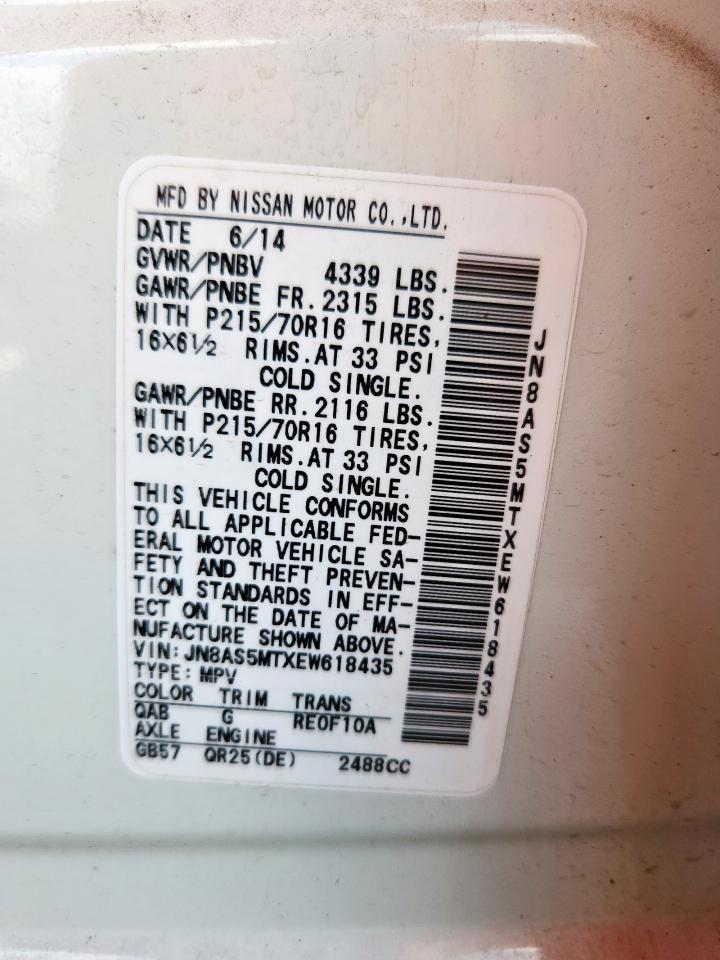 MFD BY NISSAN MOTOR CO.,LTD.
DATE 6/14
GVWR/PNBV 4339 LBS.
GAWR/PNBE FR.2315 LBS.
WITH P215/70R16 TIRES,
16X6½ RIMS.AT 33 PSI
COLD SINGLE.
GAWR/PNBE RR.2116 LBS.
WITH P215/70R16 TIRES,
16X6½ RIMS.AT 33 PSI
COLD SINGLE.
THIS VEHICLE CONFORMS
TO ALL APPLICABLE FED-
ERAL MOTOR VEHICLE SA-
FETY AND THEFT PREVEN-
TION STANDARDS IN EFF-
ECT ON THE DATE OF MA-
NUFACTURE SHOWN ABOVE.
VIN:JN8AS5MTXEW618435
TYPE:MPV
COLOR TRIM TRANS
QAB G RE0F10A
AXLE ENGINE
GB57 QR25(DE) 2488CC
JN8AS5MTXEW618435